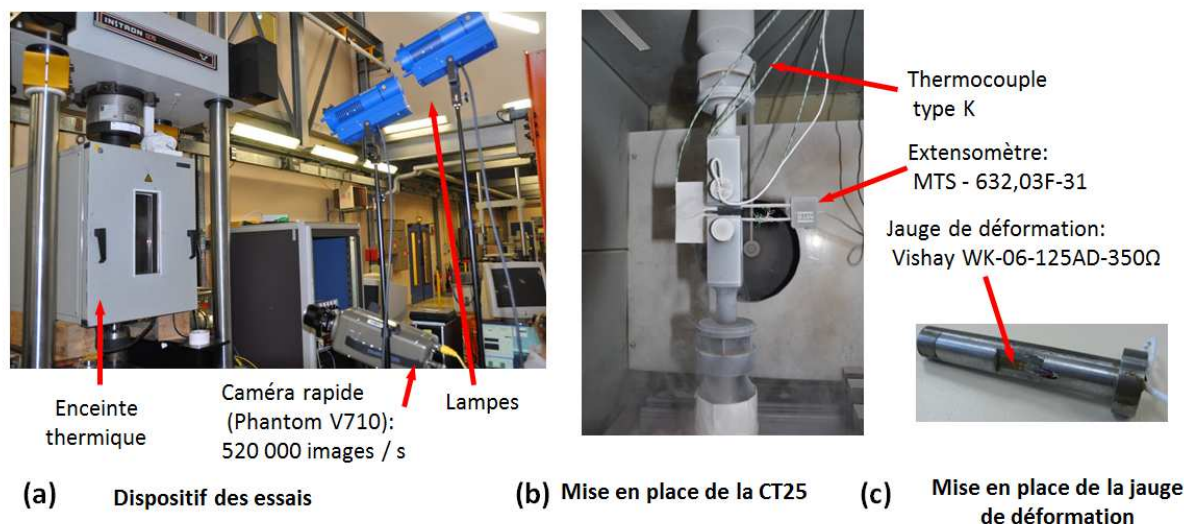 INSTRON
Thermocouple
type K
Extensomètre:
MTS - 632,03F-31
Jauge de déformation:
Vishay WK-06-125AD-350Ω
Enceinte
thermique
Caméra rapide
(Phantom V710):
520 000 images / s
Lampes
(a) Dispositif des essais
(b) Mise en place de la CT25
(c) Mise en place de la jauge
de déformation